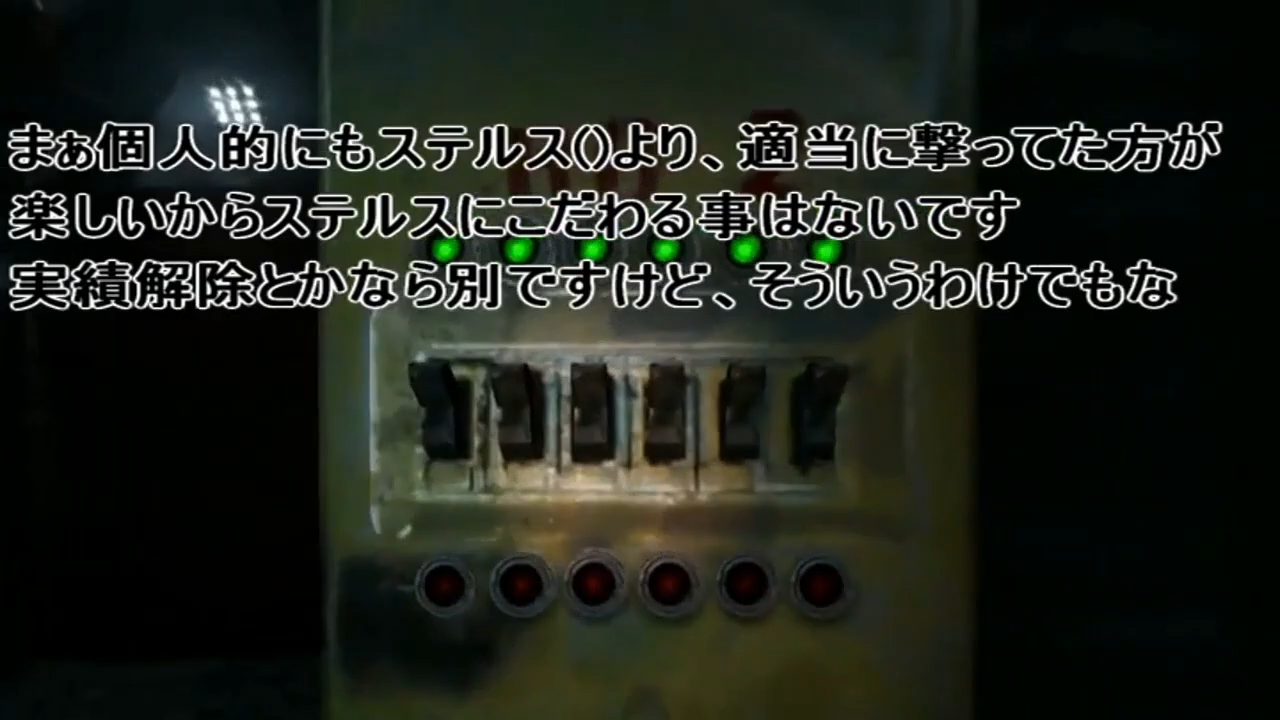 まぁ個人的にもステルス()より、適当に撃ってた方が
楽しいからステルスにこだわる事はないです
実績解除とかなら別ですけど、そういうわけでもな